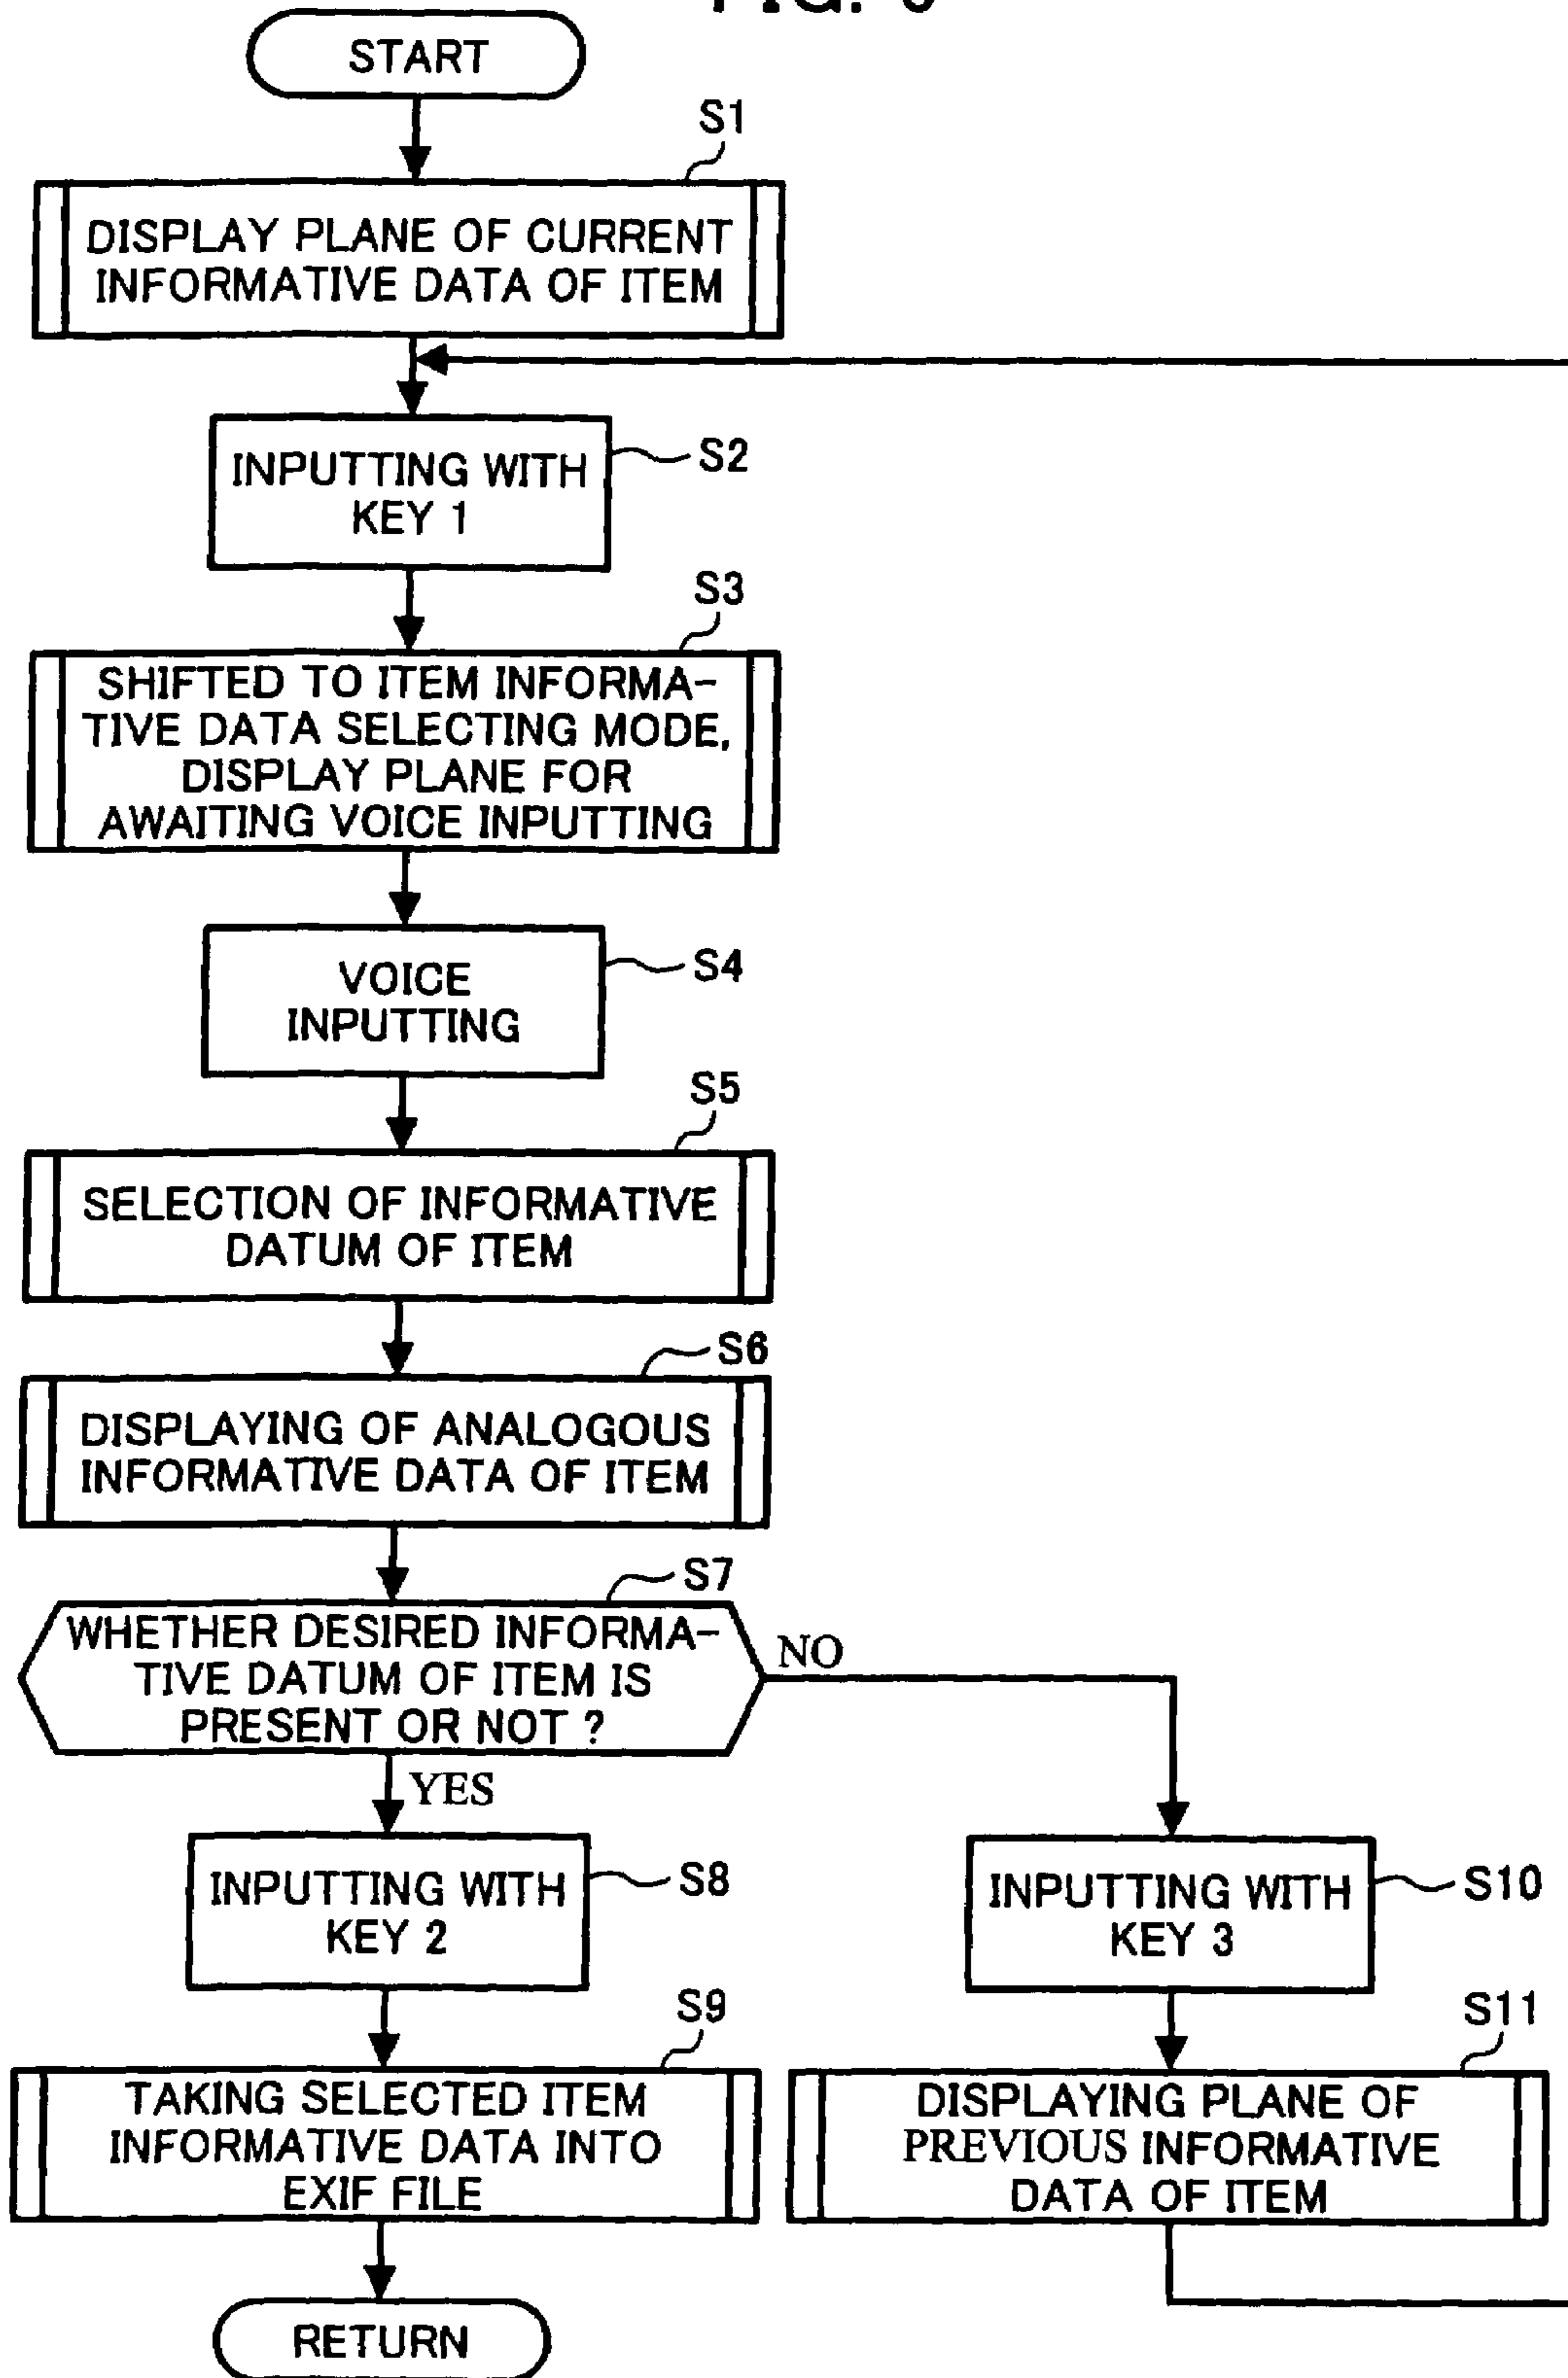 START
S1
DISPLAY PLANE OF CURRENT
INFORMATIVE DATA OF ITEM
INPUTTING WITH
KEY 1
S2
S3
SHIFTED TO ITEM INFORMA-
TIVE DATA SELECTING MODE,
DISPLAY PLANE FOR
AWAITING VOICE INPUTTING
VOICE
INPUTTING
S4
S5
SELECTION OF INFORMATIVE
DATUM OF ITEM
S6
DISPLAYING OF ANALOGOUS
INFORMATIVE DATA OF ITEM
S7
WHETHER DESIRED INFORMA-
TIVE DATUM OF ITEM IS
PRESENT OR NOT ?
NO
YES
INPUTTING WITH
KEY 2
S8
INPUTTING WITH
KEY 3
S10
S9
TAKING SELECTED ITEM
INFORMATIVE DATA INTO
EXIF FILE
S11
DISPLAYING PLANE OF
PREVIOUS INFORMATIVE
DATA OF ITEM
RETURN